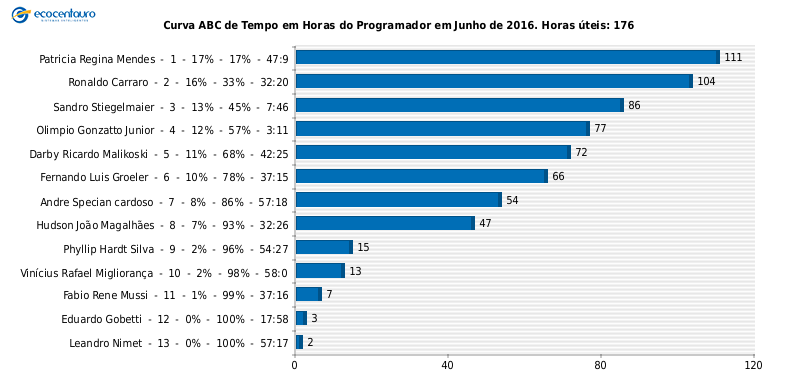 ecocentauro
Curva ABC de Tempo em Horas do Programador em Junho de 2016. Horas úteis: 176
Patricia Regina Mendes - 1 - 17% - 17% - 47:9 111
Ronaldo Carraro - 2 - 16% - 33% - 32:20 104
Sandro Stiegelmaier - 3 - 13% - 45% - 7:46 86
Olimpio Gonzatto Junior - 4 - 12% - 57% - 3:11 77
Darby Ricardo Malikoski - 5 - 11% - 68% - 42:25 72
Fernando Luis Groeler - 6 - 10% - 78% - 37:15 66
Andre Specian cardoso - 7 - 8% - 86% - 57:18 54
Hudson João Magalhães - 8 - 7% - 93% - 32:26 47
Phyllip Hardt Silva - 9 - 2% - 96% - 54:27 15
Vinícius Rafael Migliorança - 10 - 2% - 98% - 58:0 13
Fabio Rene Mussi - 11 - 1% - 99% - 37:16 7
Eduardo Gobetti - 12 - 0% - 100% - 17:58 3
Leandro Nimet - 13 - 0% - 100% - 57:17 2
0 40 80 120